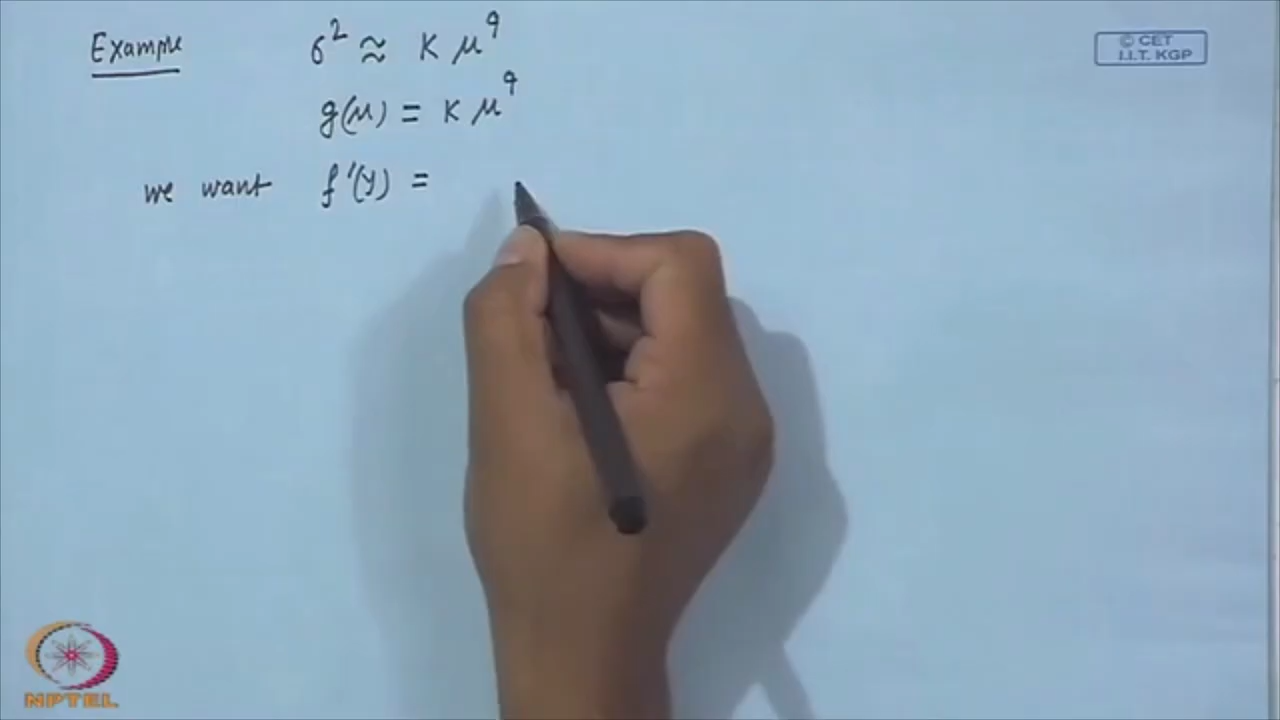 Example σ² ≈ K μ^q
© CET
I.I.T. KGP
g(μ) = K μ^q
we want f'(y) =
NPTEL